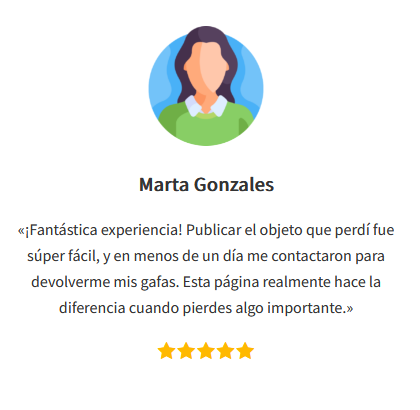 Marta Gonzales
«¡Fantástica experiencia! Publicar el objeto que perdí fue
súper fácil, y en menos de un día me contactaron para
devolverme mis gafas. Esta página realmente hace la
diferencia cuando pierdes algo importante.»